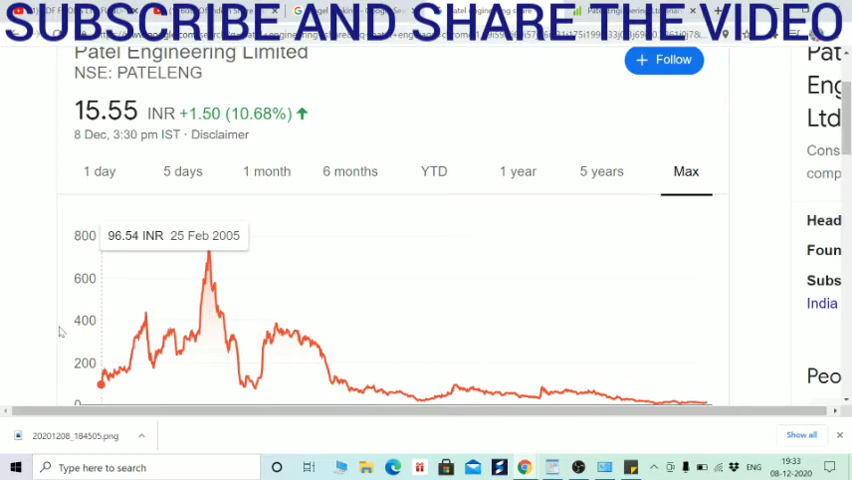 SUBSCRIBE AND SHARE THE VIDEO
Patel Engineering Limited
NSE: PATELENG
+ Follow
15.55 INR +1.50 (10.68%)
8 Dec, 3:30 pm IST · Disclaimer
1 day 5 days 1 month 6 months YTD 1 year 5 years Max
96.54 INR 25 Feb 2005
800
600
400
200
0
Pat
Eng
Ltd
Cons
comp
Head
Foun
Subs
India
Peo
20201208_184505.png
Show all
Type here to search
ENG
19:33
08-12-2020